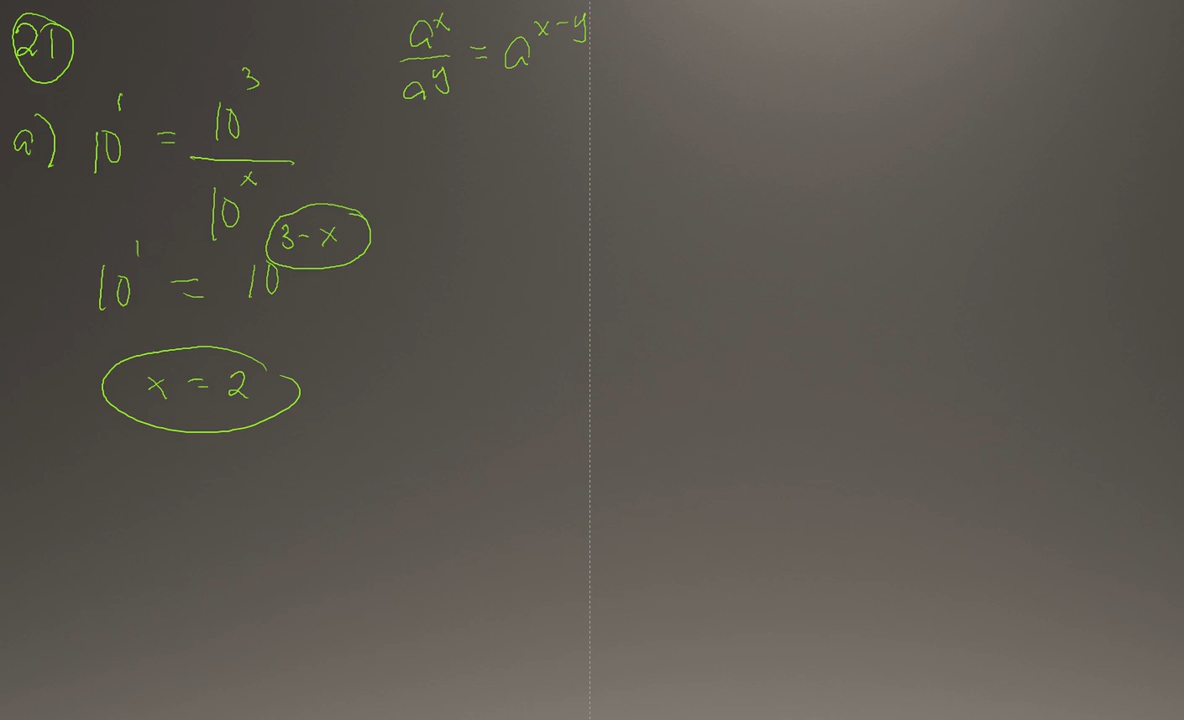 21
a^x / a^y = a^(x-y)
a) 10^1 = 10^3 / 10^x
10^1 = 10^(3-x)
x = 2